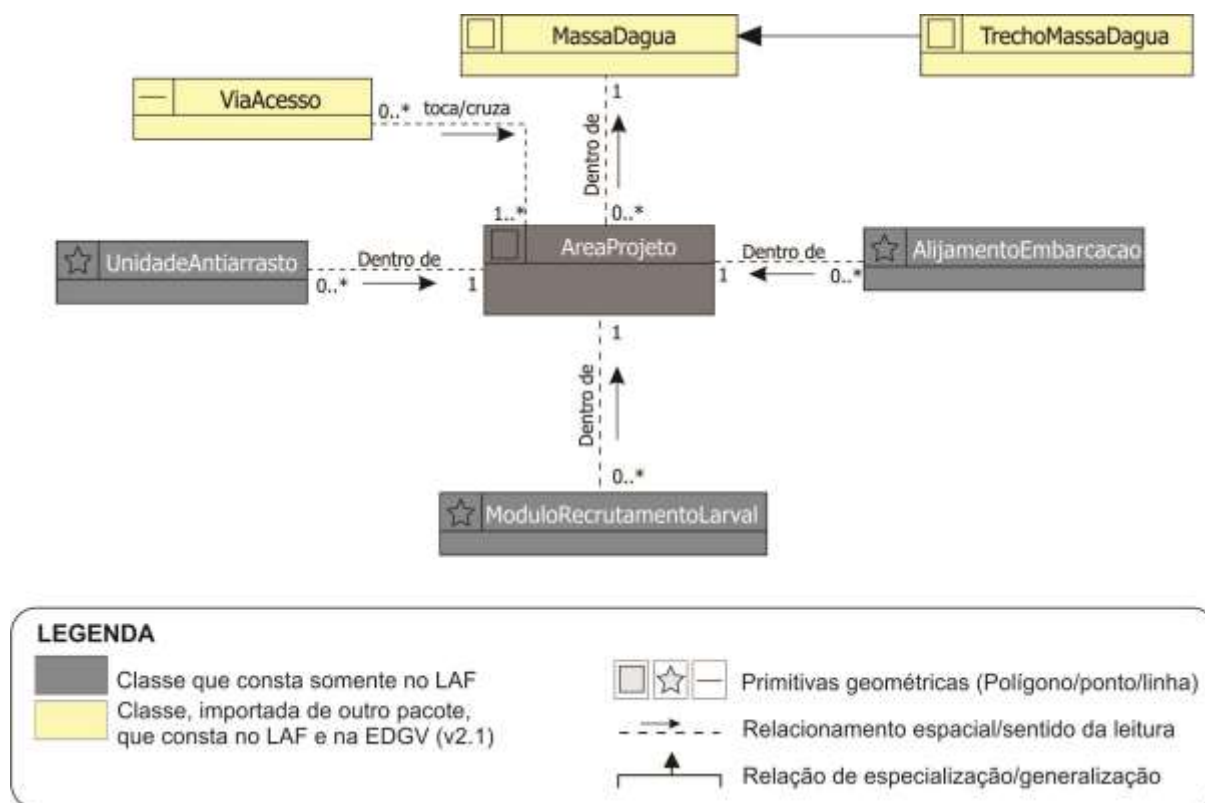 MassaDagua
TrechoMassaDagua
ViaAcesso
0..*
toca/cruza
1
Dentro de
1..*
0..*
UnidadeAntiarrasto
Dentro de
0..*
1
AreaProjeto
Dentro de
1
0..*
AlijamentoEmbarcacao
1
Dentro de
0..*
ModuloRecrutamentoLarval
LEGENDA
Classe que consta somente no LAF
Classe, importada de outro pacote,
que consta no LAF e na EDGV (v2.1)
Primitivas geométricas (Polígono/ponto/linha)
Relacionamento espacial/sentido da leitura
Relação de especialização/generalização